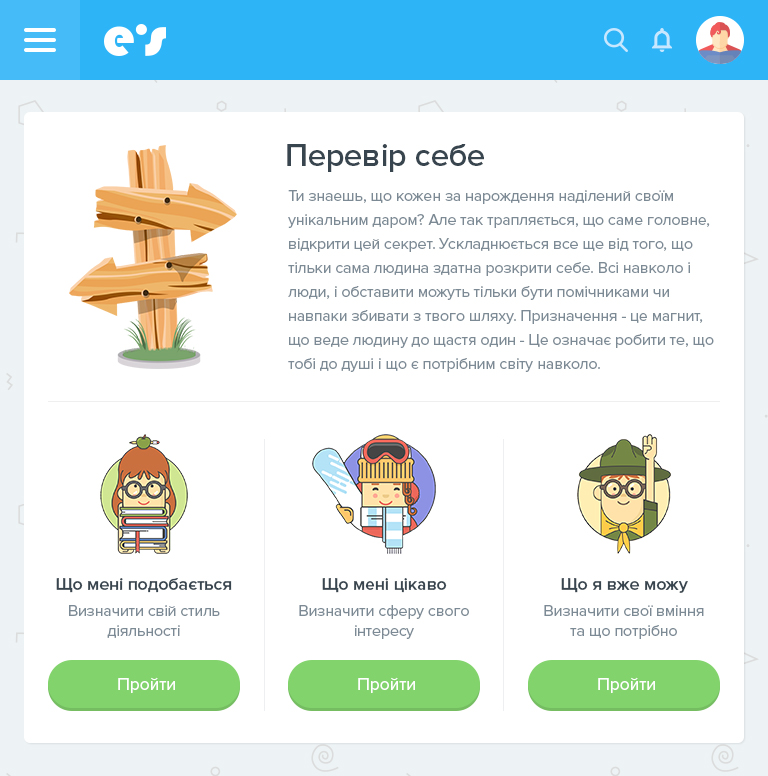 Перевір себе
Ти знаешь, що кожен за нарождення наділений своїм
унікальним даром? Але так трапляється, що саме головне,
відкрити цей секрет. Ускладнюється все ще від того, що
тільки сама людина здатна розкрити себе. Всі навколо і
люди, і обставити можуть тільки бути помічниками чи
навпаки збивати з твого шляху. Призначення - це магнит,
що веде людину до щастя один - Це означає робити те, що
тобі до душі і що є потрібним світу навколо.
Що мені подобається
Визначити свій стиль
діяльності
Пройти
Що мені цікаво
Визначити сферу свого
інтересу
Пройти
Що я вже можу
Визначити свої вміння
та що потрібно
Пройти